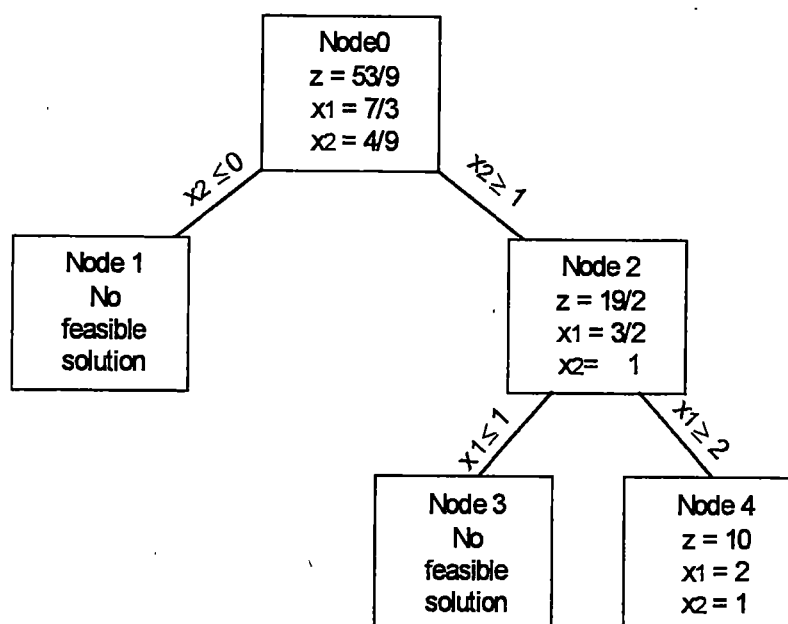 Node0
z = 53/9
x1 = 7/3
x2 = 4/9
x2 ≤0
x2≥ 1
Node 1
No
feasible
solution
Node 2
z = 19/2
x1 = 3/2
x2= 1
x1≤ 1
x1≥ 2
Node 3
No
feasible
solution
Node 4
z = 10
x1 = 2
x2 = 1